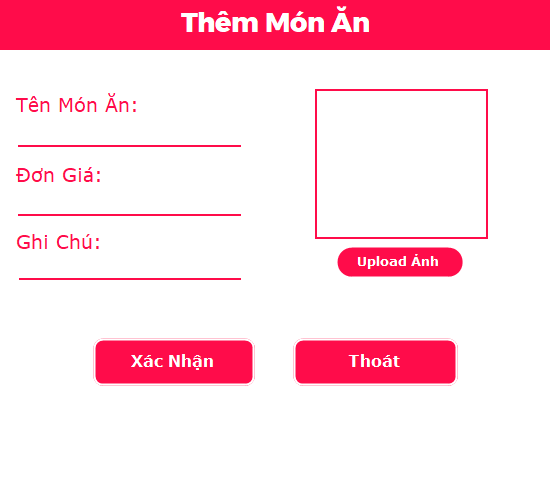 Thêm Món Ăn
Tên Món Ăn:
Đơn Giá:
Ghi Chú:
Upload Ảnh
Xác Nhận
Thoát